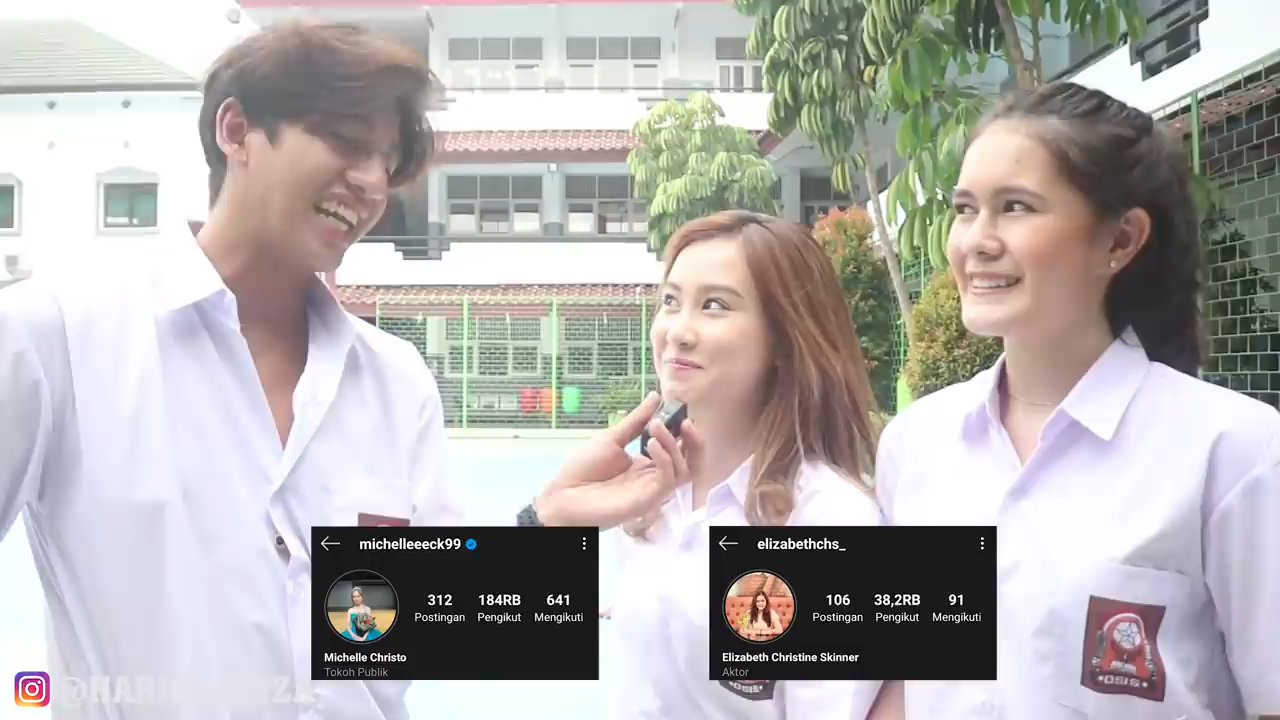 michelleeeck99
312
184RB
641
Postingan
Pengikut
Mengikuti
Michelle Christo
Tokoh Publik
elizabethchs_
106
38,2RB
91
Postingan
Pengikut
Mengikuti
Elizabeth Christine Skinner
Aktor
OSIS
OSIS